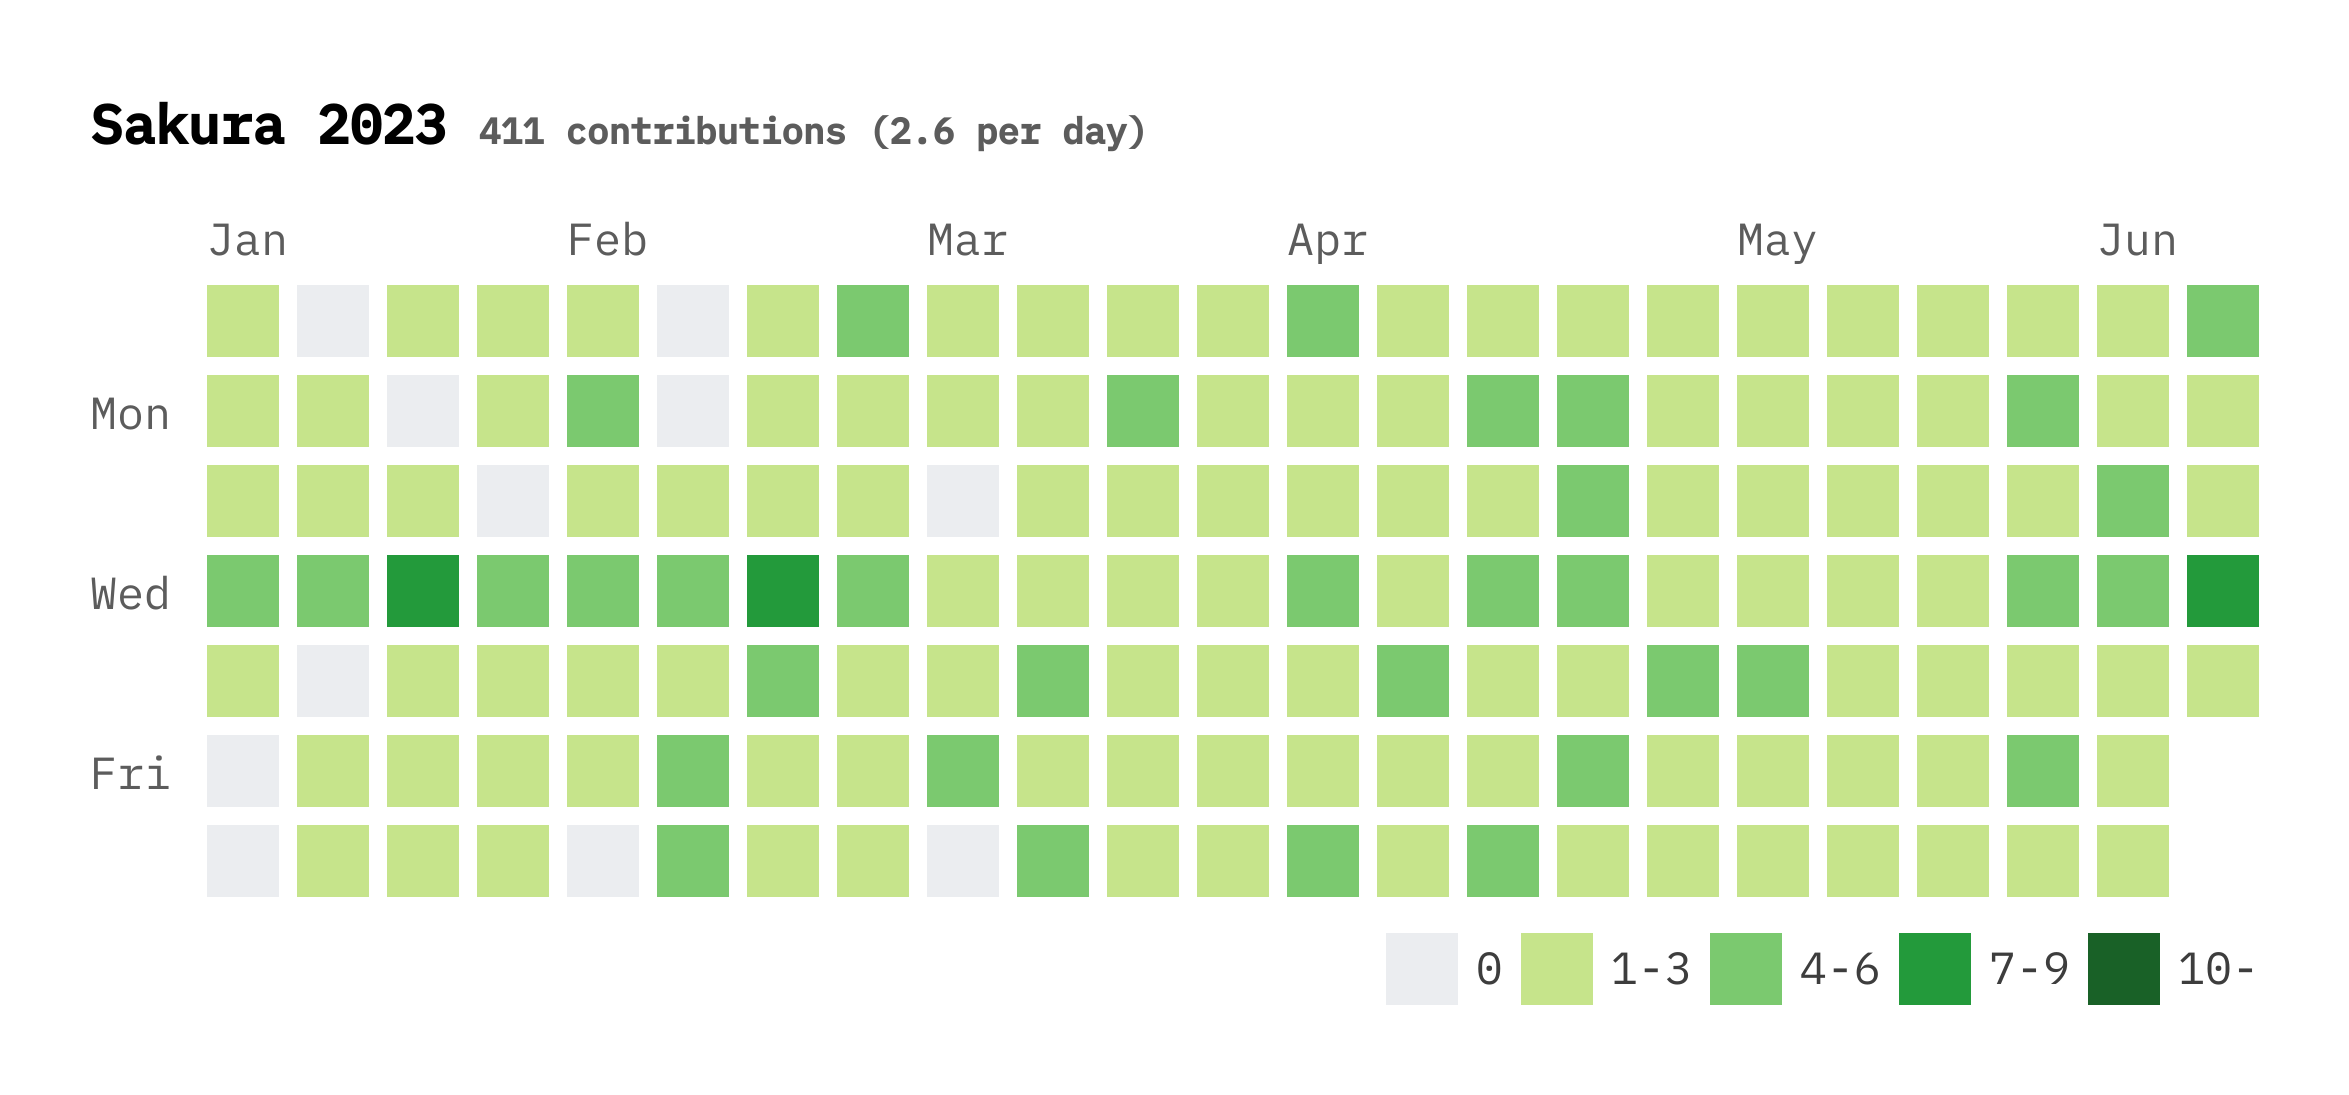 Sakura 2023 411 contributions (2.6 per day)
Jan Feb Mar Apr May Jun
Mon
Wed
Fri
0 1-3 4-6 7-9 10-